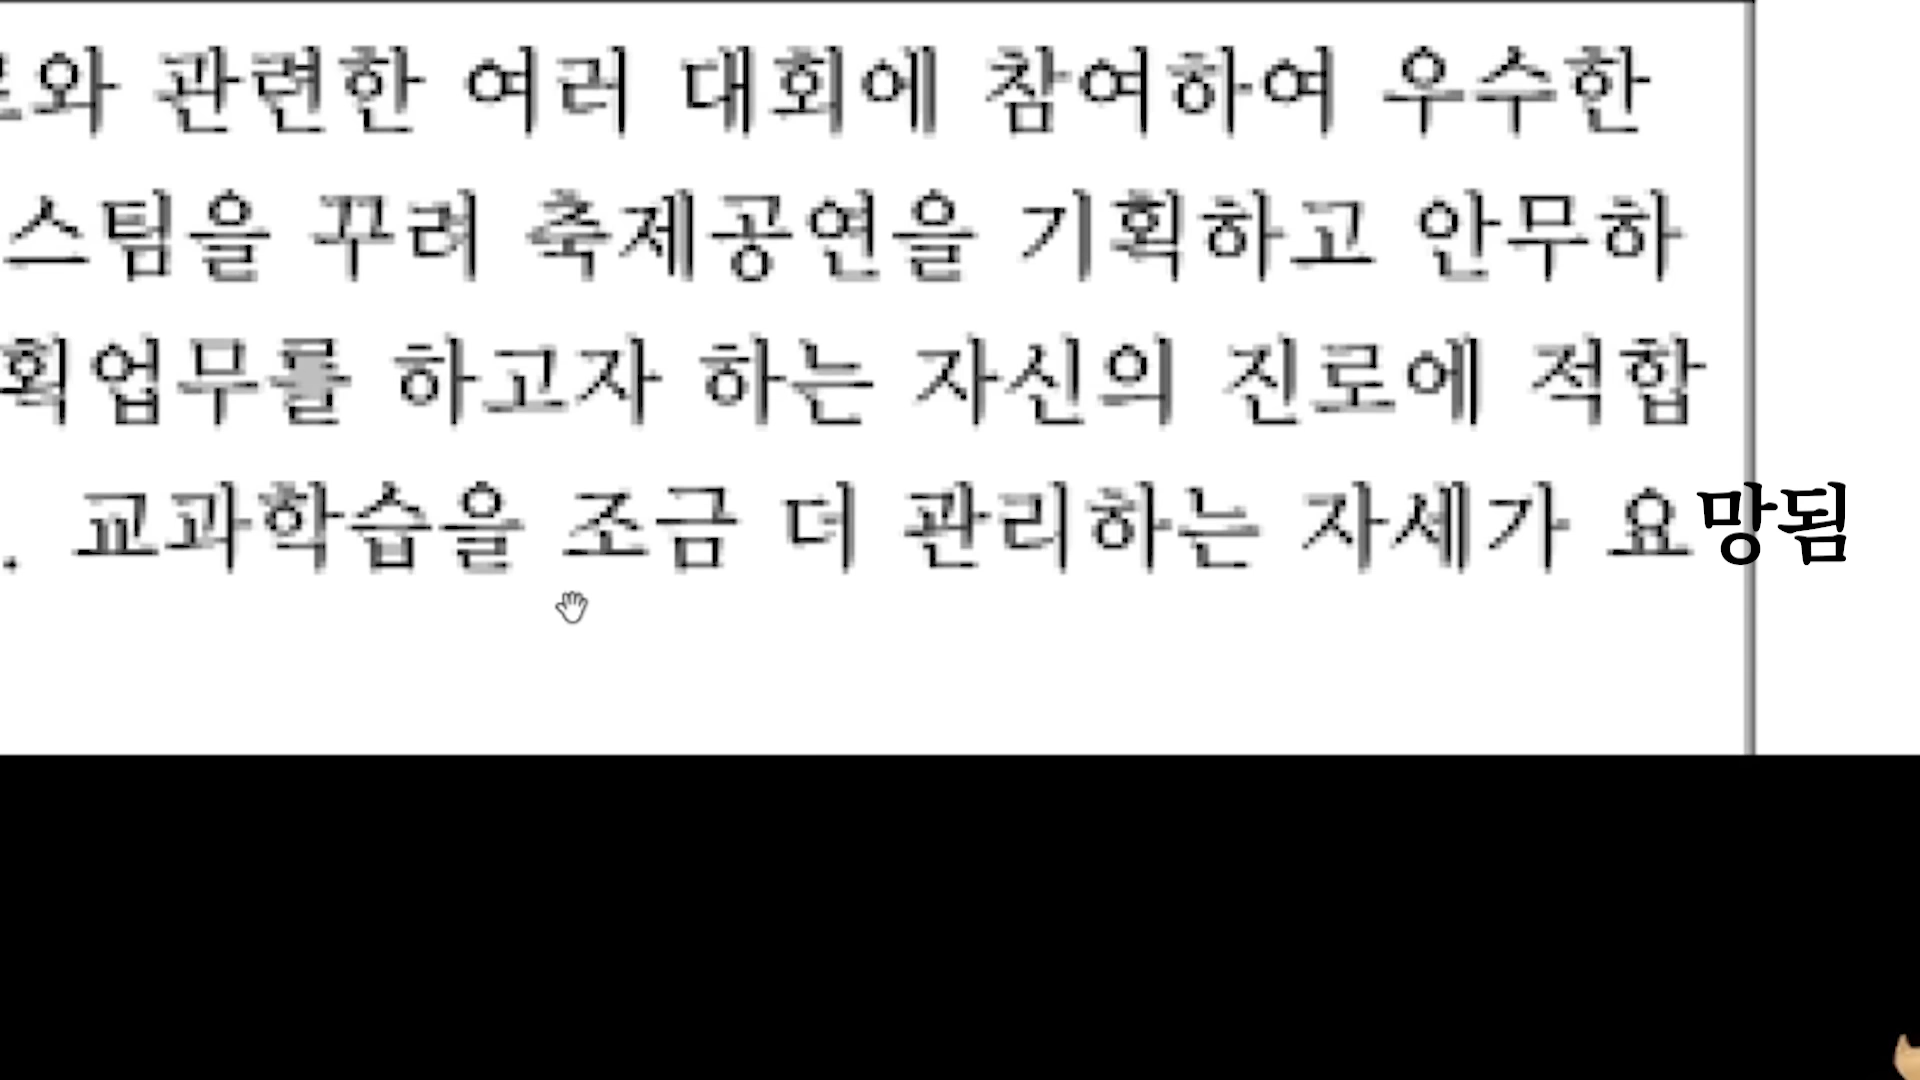 로와 관련한 여러 대회에 참여하여 우수한
스팀을 꾸려 축제공연을 기획하고 안무하
획업무를 하고자 하는 자신의 진로에 적합
. 교과학습을 조금 더 관리하는 자세가 요망됨